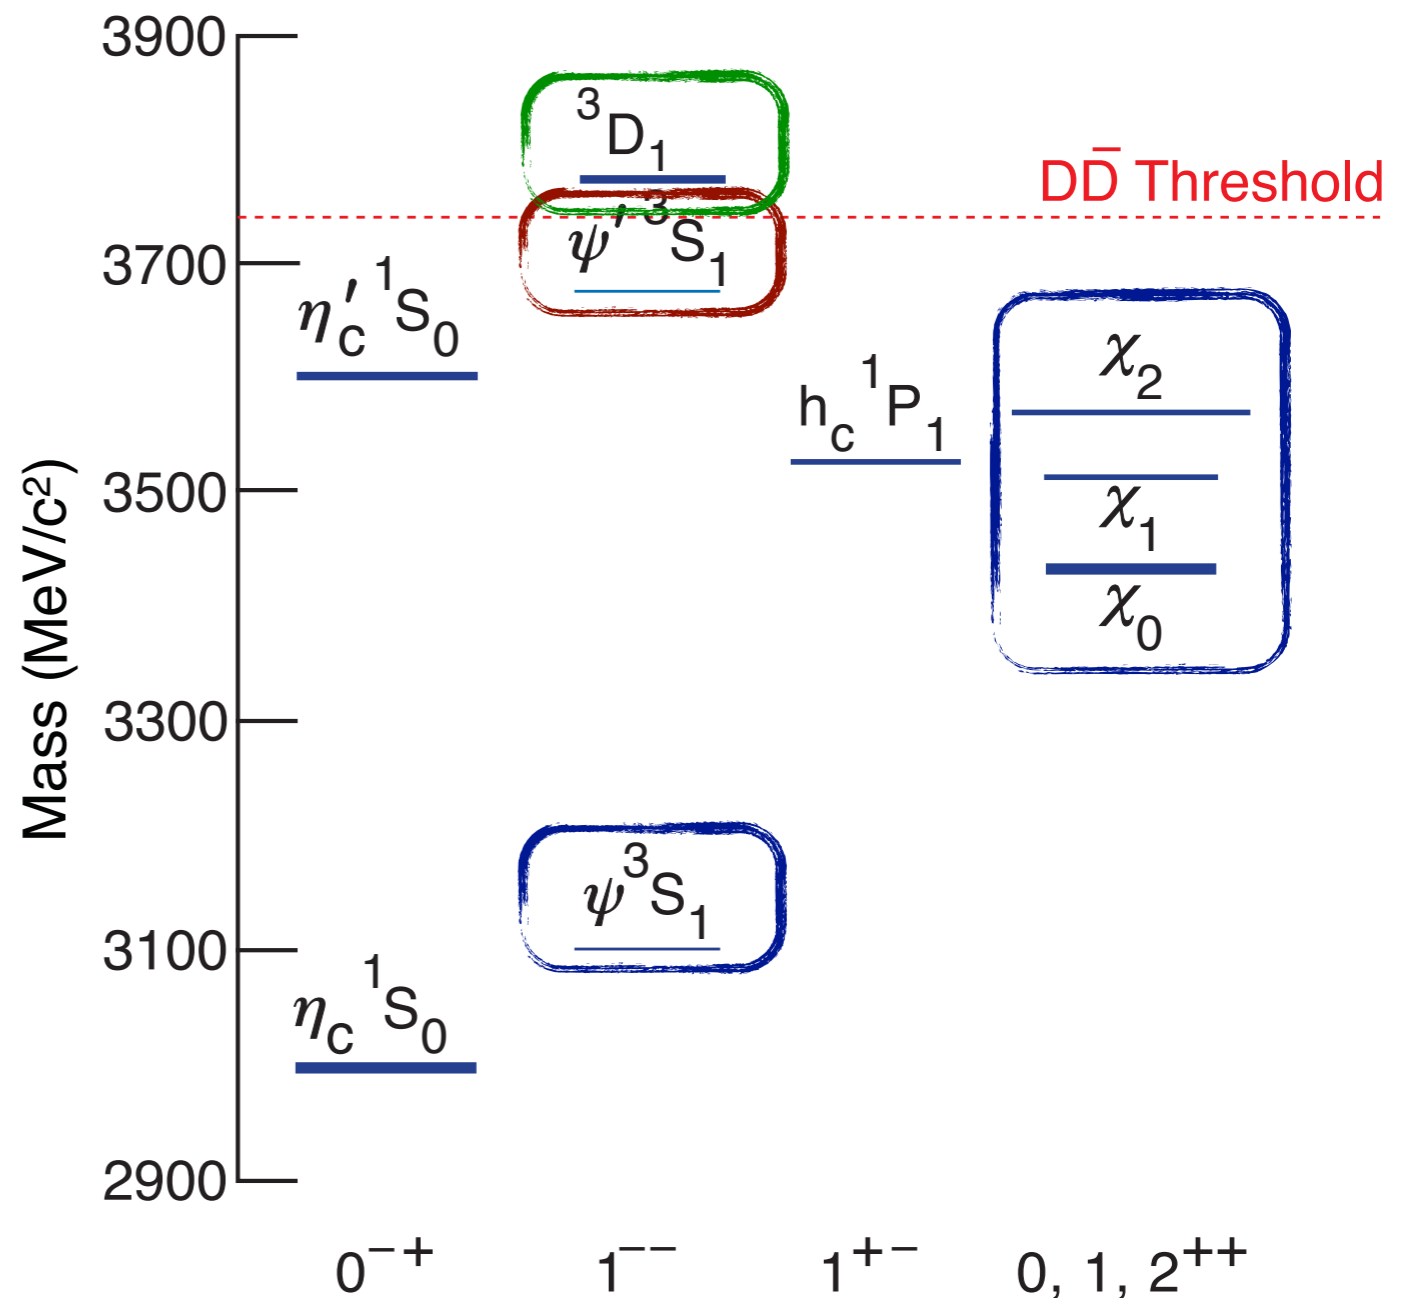 3900
³D₁
DD̅ Threshold
ψ′ ³S₁
3700
η′c ¹S₀
χ₂
hc ¹P₁
3500
χ₁
χ₀
Mass (MeV/c²)
3300
ψ³S₁
3100
ηc ¹S₀
2900
0⁻⁺ 1⁻⁻ 1⁺⁻ 0, 1, 2⁺⁺